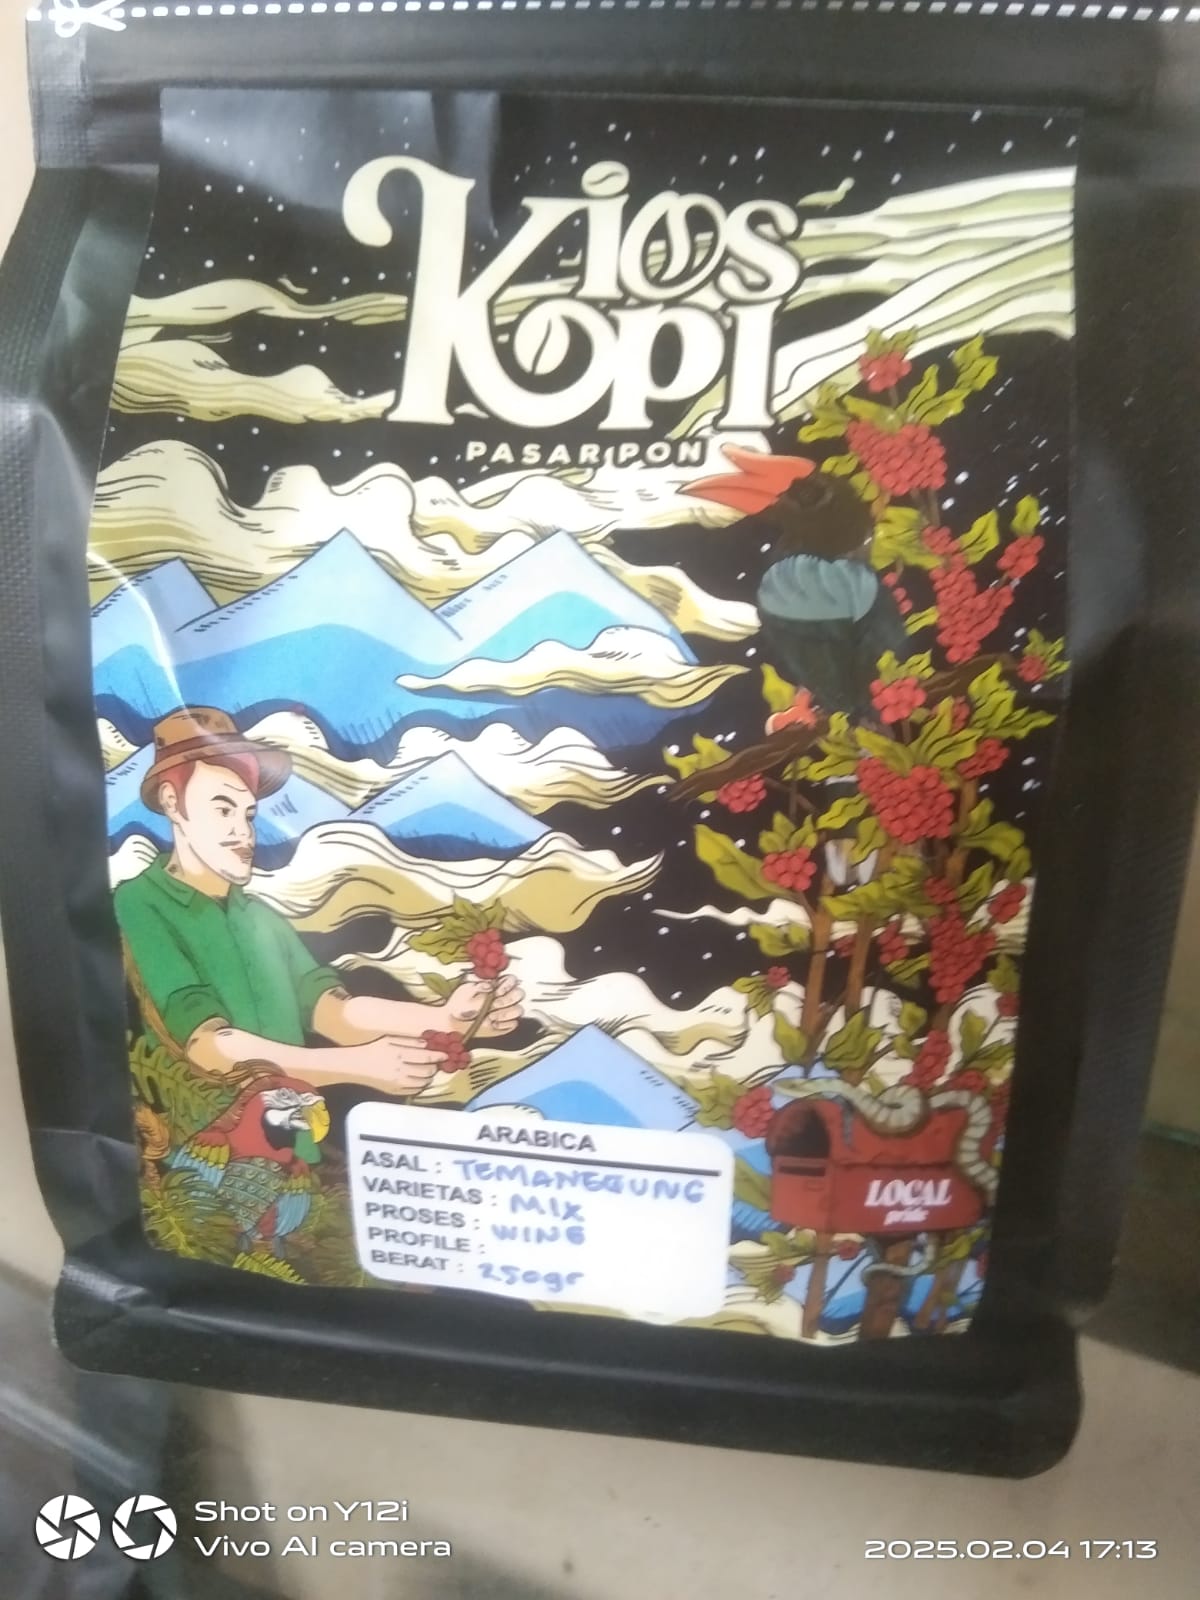 Kios
Kopi
PASAR PON
ARABICA
ASAL : TEMANGGUNG
VARIETAS : MIX
PROSES : WINE
PROFILE :
BERAT : 250gr
LOCAL
pride
Shot on Y12i
Vivo AI camera
2025.02.04 17:13